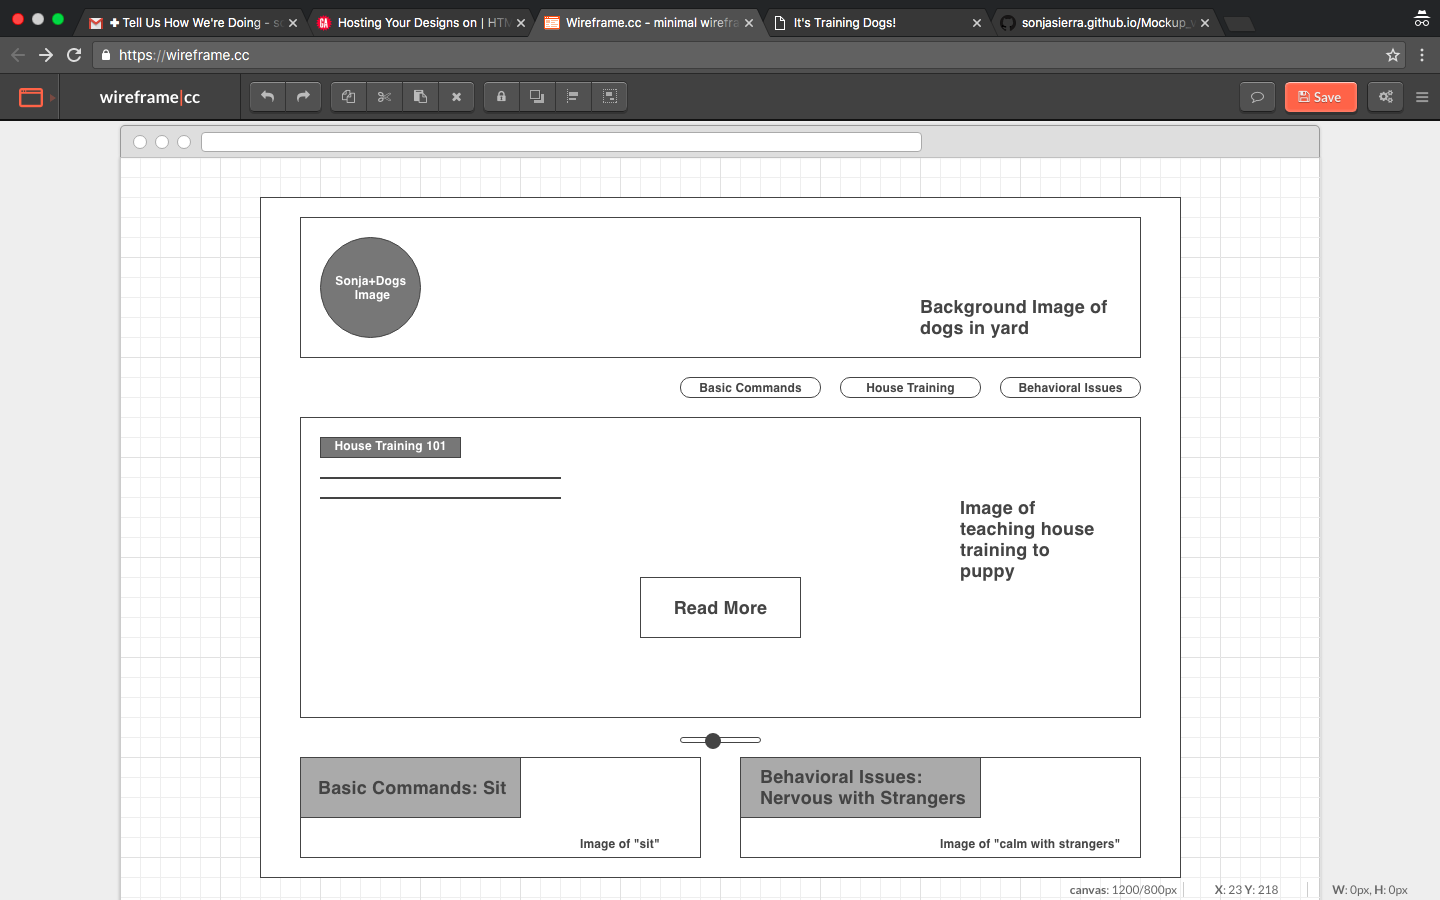 ✚ Tell Us How We're Doing - s
Hosting Your Designs on | HTM
Wireframe.cc - minimal wirefra
It's Training Dogs!
sonjasierra.github.io/Mockup_
https://wireframe.cc
wireframe|cc
Save
Sonja+Dogs
Image
Background Image of
dogs in yard
Basic Commands
House Training
Behavioral Issues
House Training 101
Image of
teaching house
training to
puppy
Read More
Basic Commands: Sit
Image of "sit"
Behavioral Issues:
Nervous with Strangers
Image of "calm with strangers"
canvas: 1200/800px
X: 23 Y: 218
W: 0px, H: 0px